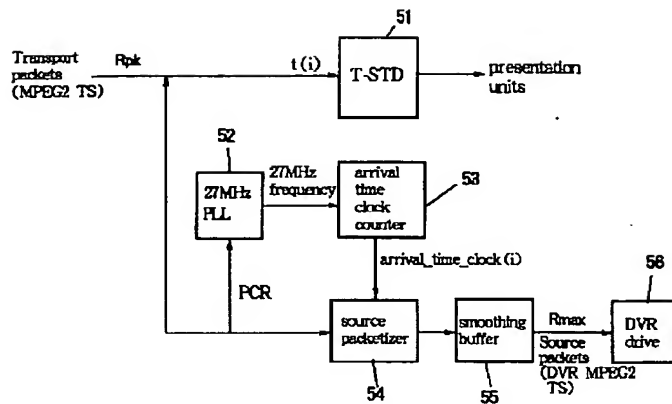 51
Transport
packets
(MPEG2 TS)
Rpk
t(i)
T-STD
presentation
units
52
27MHz
PLL
27MHz
frequency
arrival
time
clock
counter
53
arrival_time_clock(i)
PCR
source
packetizer
54
smoothing
buffer
55
Rmax
Source
packets
(DVR MPEG2
TS)
56
DVR
drive